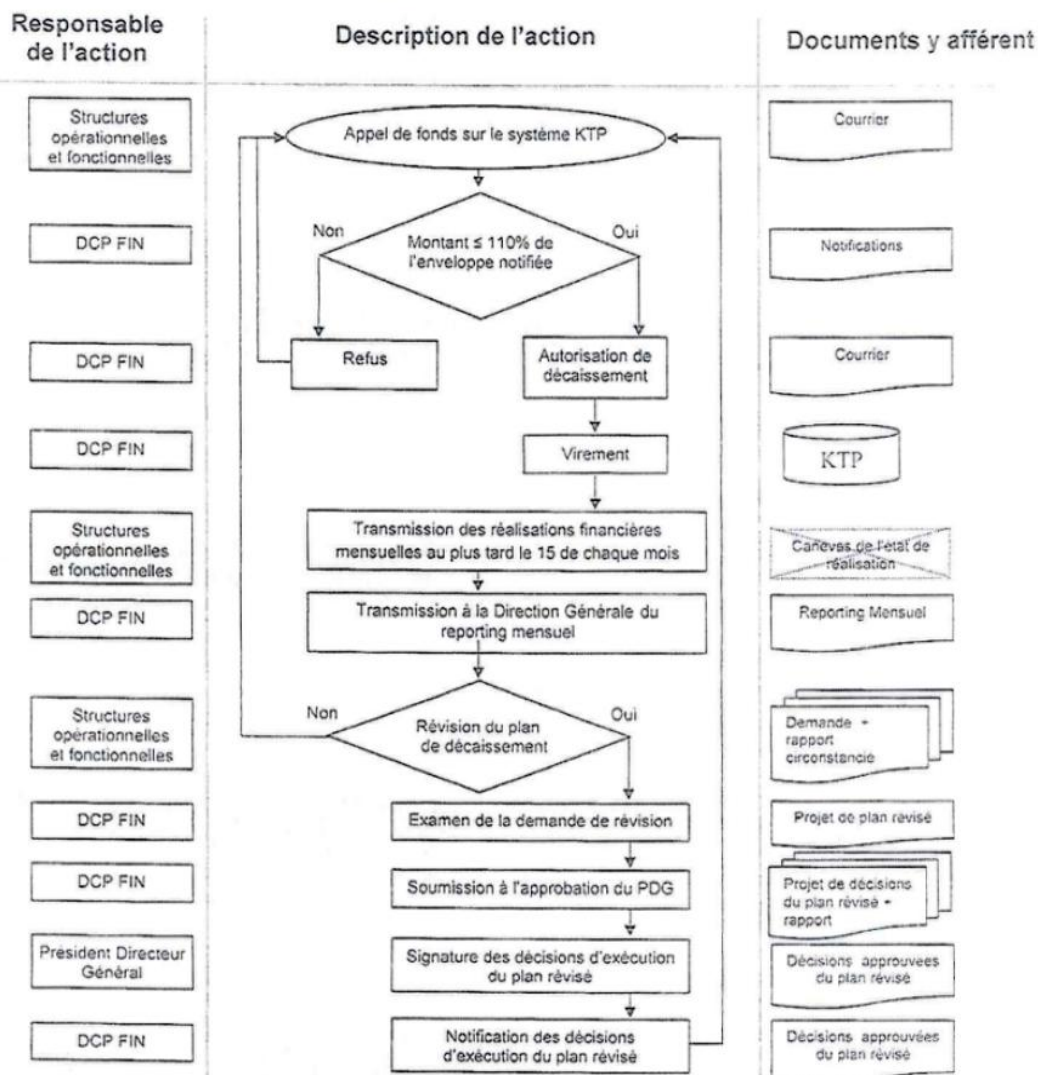 Responsable
de l'action
Description de l'action
Documents y afférent
Structures
opérationnelles
et fonctionnelles
Appel de fonds sur le système KTP
Courrier
DCP FIN
Non
Montant ≤ 110% de
l'enveloppe notifiée
Oui
Notifications
DCP FIN
Refus
Autorisation de
décaissement
Courrier
DCP FIN
Virement
KTP
Structures
opérationnelles
et fonctionnelles
Transmission des réalisations financières
mensuelles au plus tard le 15 de chaque mois
Canevas de l'état de
réalisation
DCP FIN
Transmission à la Direction Générale du
reporting mensuel
Reporting Mensuel
Structures
opérationnelles
et fonctionnelles
Non
Révision du plan
de décaissement
Oui
Demande +
rapport
circonstancié
DCP FIN
Examen de la demande de révision
Projet de plan révisé
DCP FIN
Soumission à l'approbation du PDG
Projet de décisions
du plan révisé +
rapport
Président Directeur
Général
Signature des décisions d'exécution
du plan révisé
Décisions approuvées
du plan révisé
DCP FIN
Notification des décisions
d'exécution du plan révisé
Décisions approuvées
du plan révisé